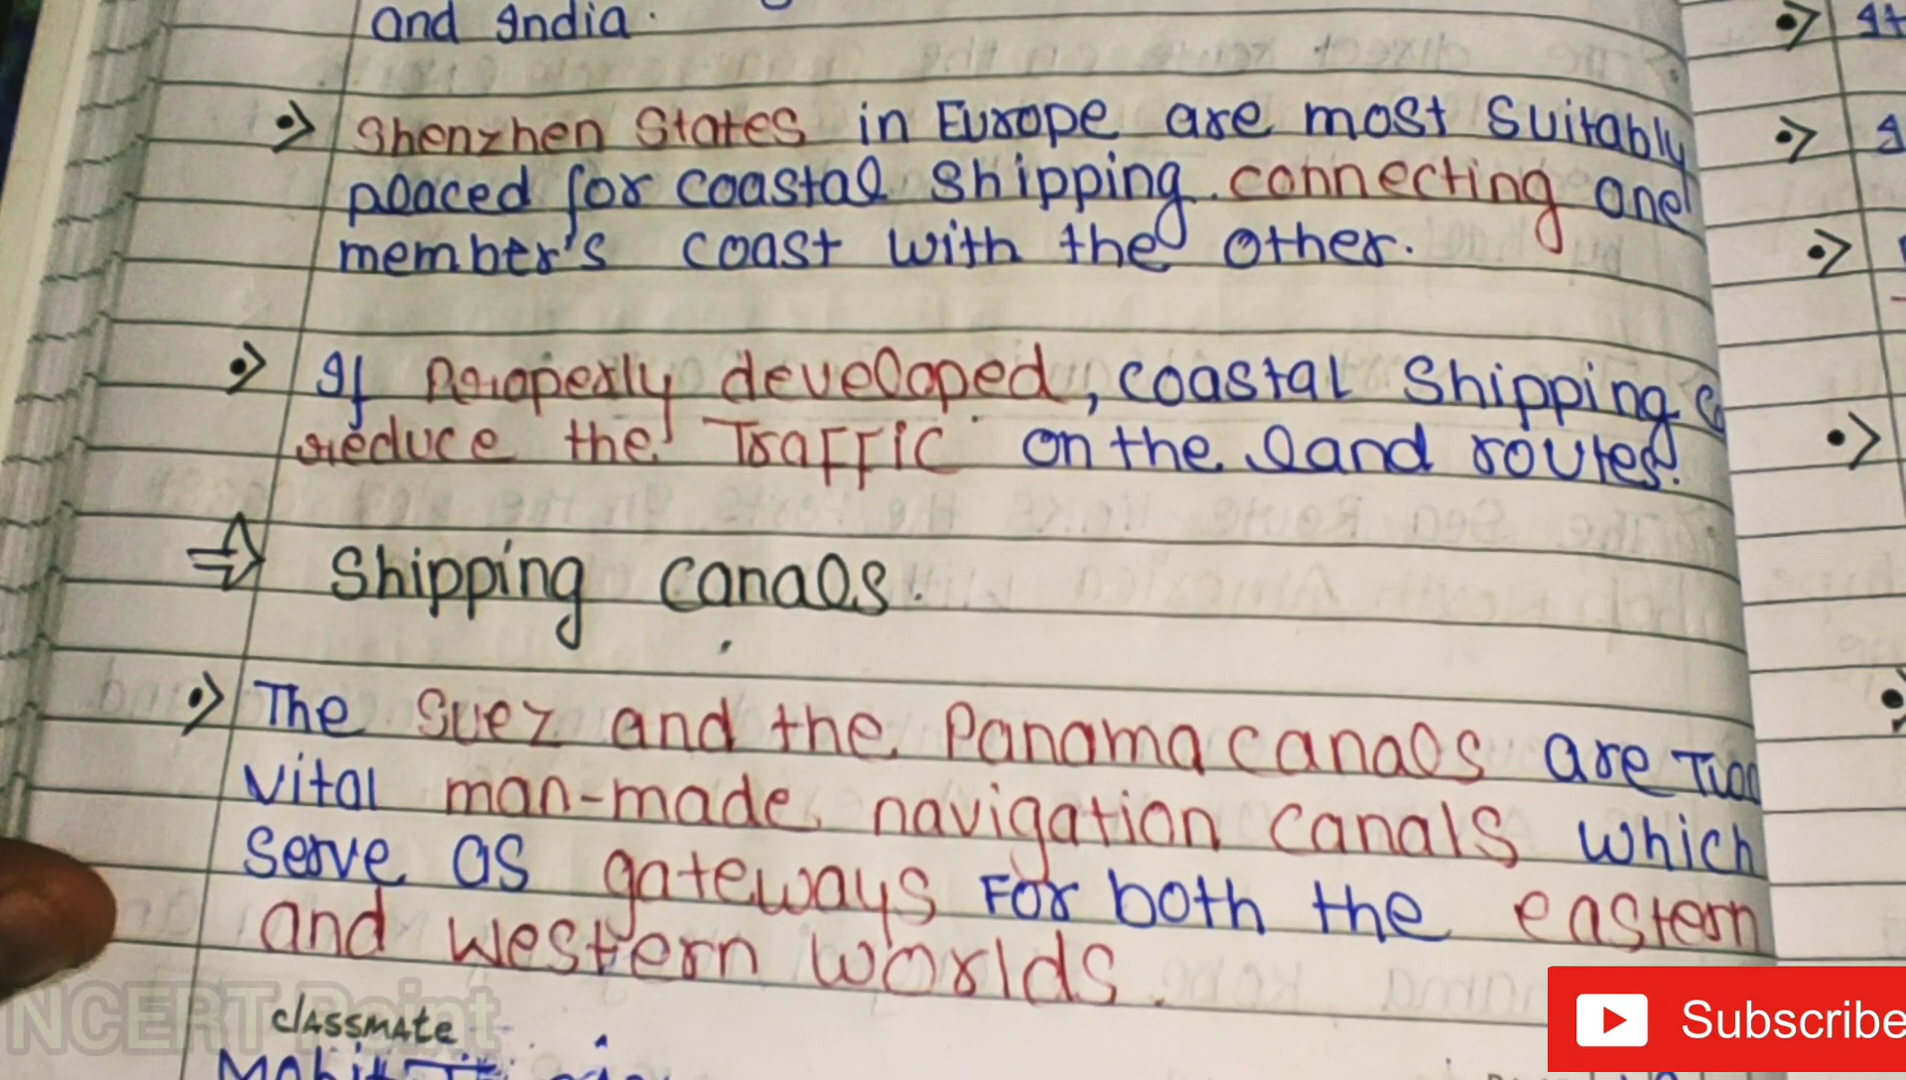 and India.
Shenzhen States in Europe are most suitably
placed for coastal shipping connecting one
member's coast with the other.
If Properly developed, coastal Shipping
reduce the Traffic on the land routes.
⇒ Shipping canals.
The Suez and the Panama canals are Two
vital man-made navigation canals which
serve as gateways For both the eastern
and western worlds.
NCERT Point
classmate
Subscribe